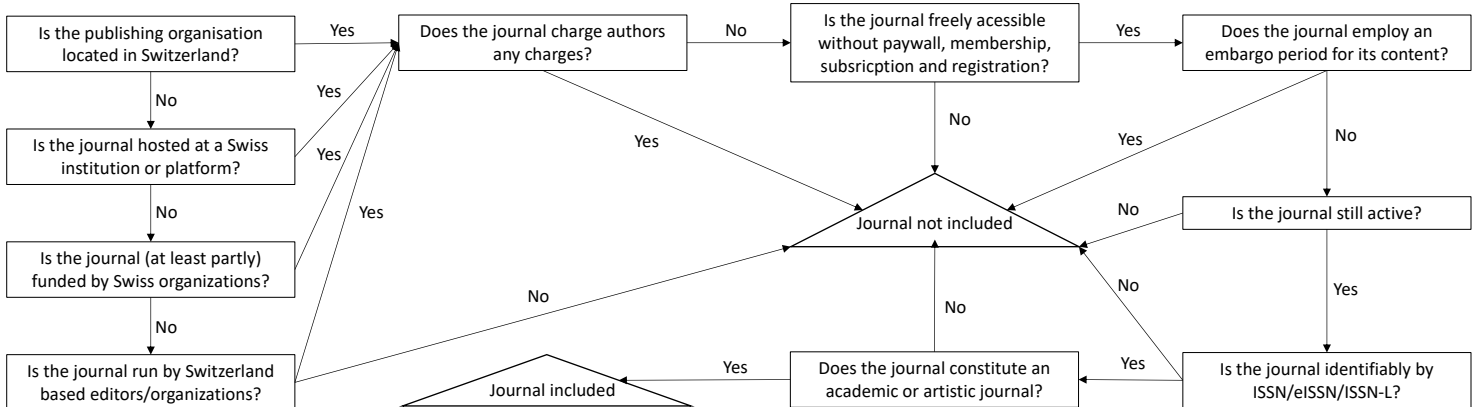 Is the publishing organisation
located in Switzerland?
Yes
Does the journal charge authors
any charges?
No
Is the journal freely acessible
without paywall, membership,
subsricption and registration?
Yes
Does the journal employ an
embargo period for its content?
No
Yes
Is the journal hosted at a Swiss
institution or platform?
Yes
Yes
No
Yes
No
No
Yes
Journal not included
No
Is the journal still active?
Is the journal (at least partly)
funded by Swiss organizations?
No
No
No
No
Yes
Is the journal run by Switzerland
based editors/organizations?
Journal included
Yes
Does the journal constitute an
academic or artistic journal?
Yes
Is the journal identifiably by
ISSN/eISSN/ISSN-L?